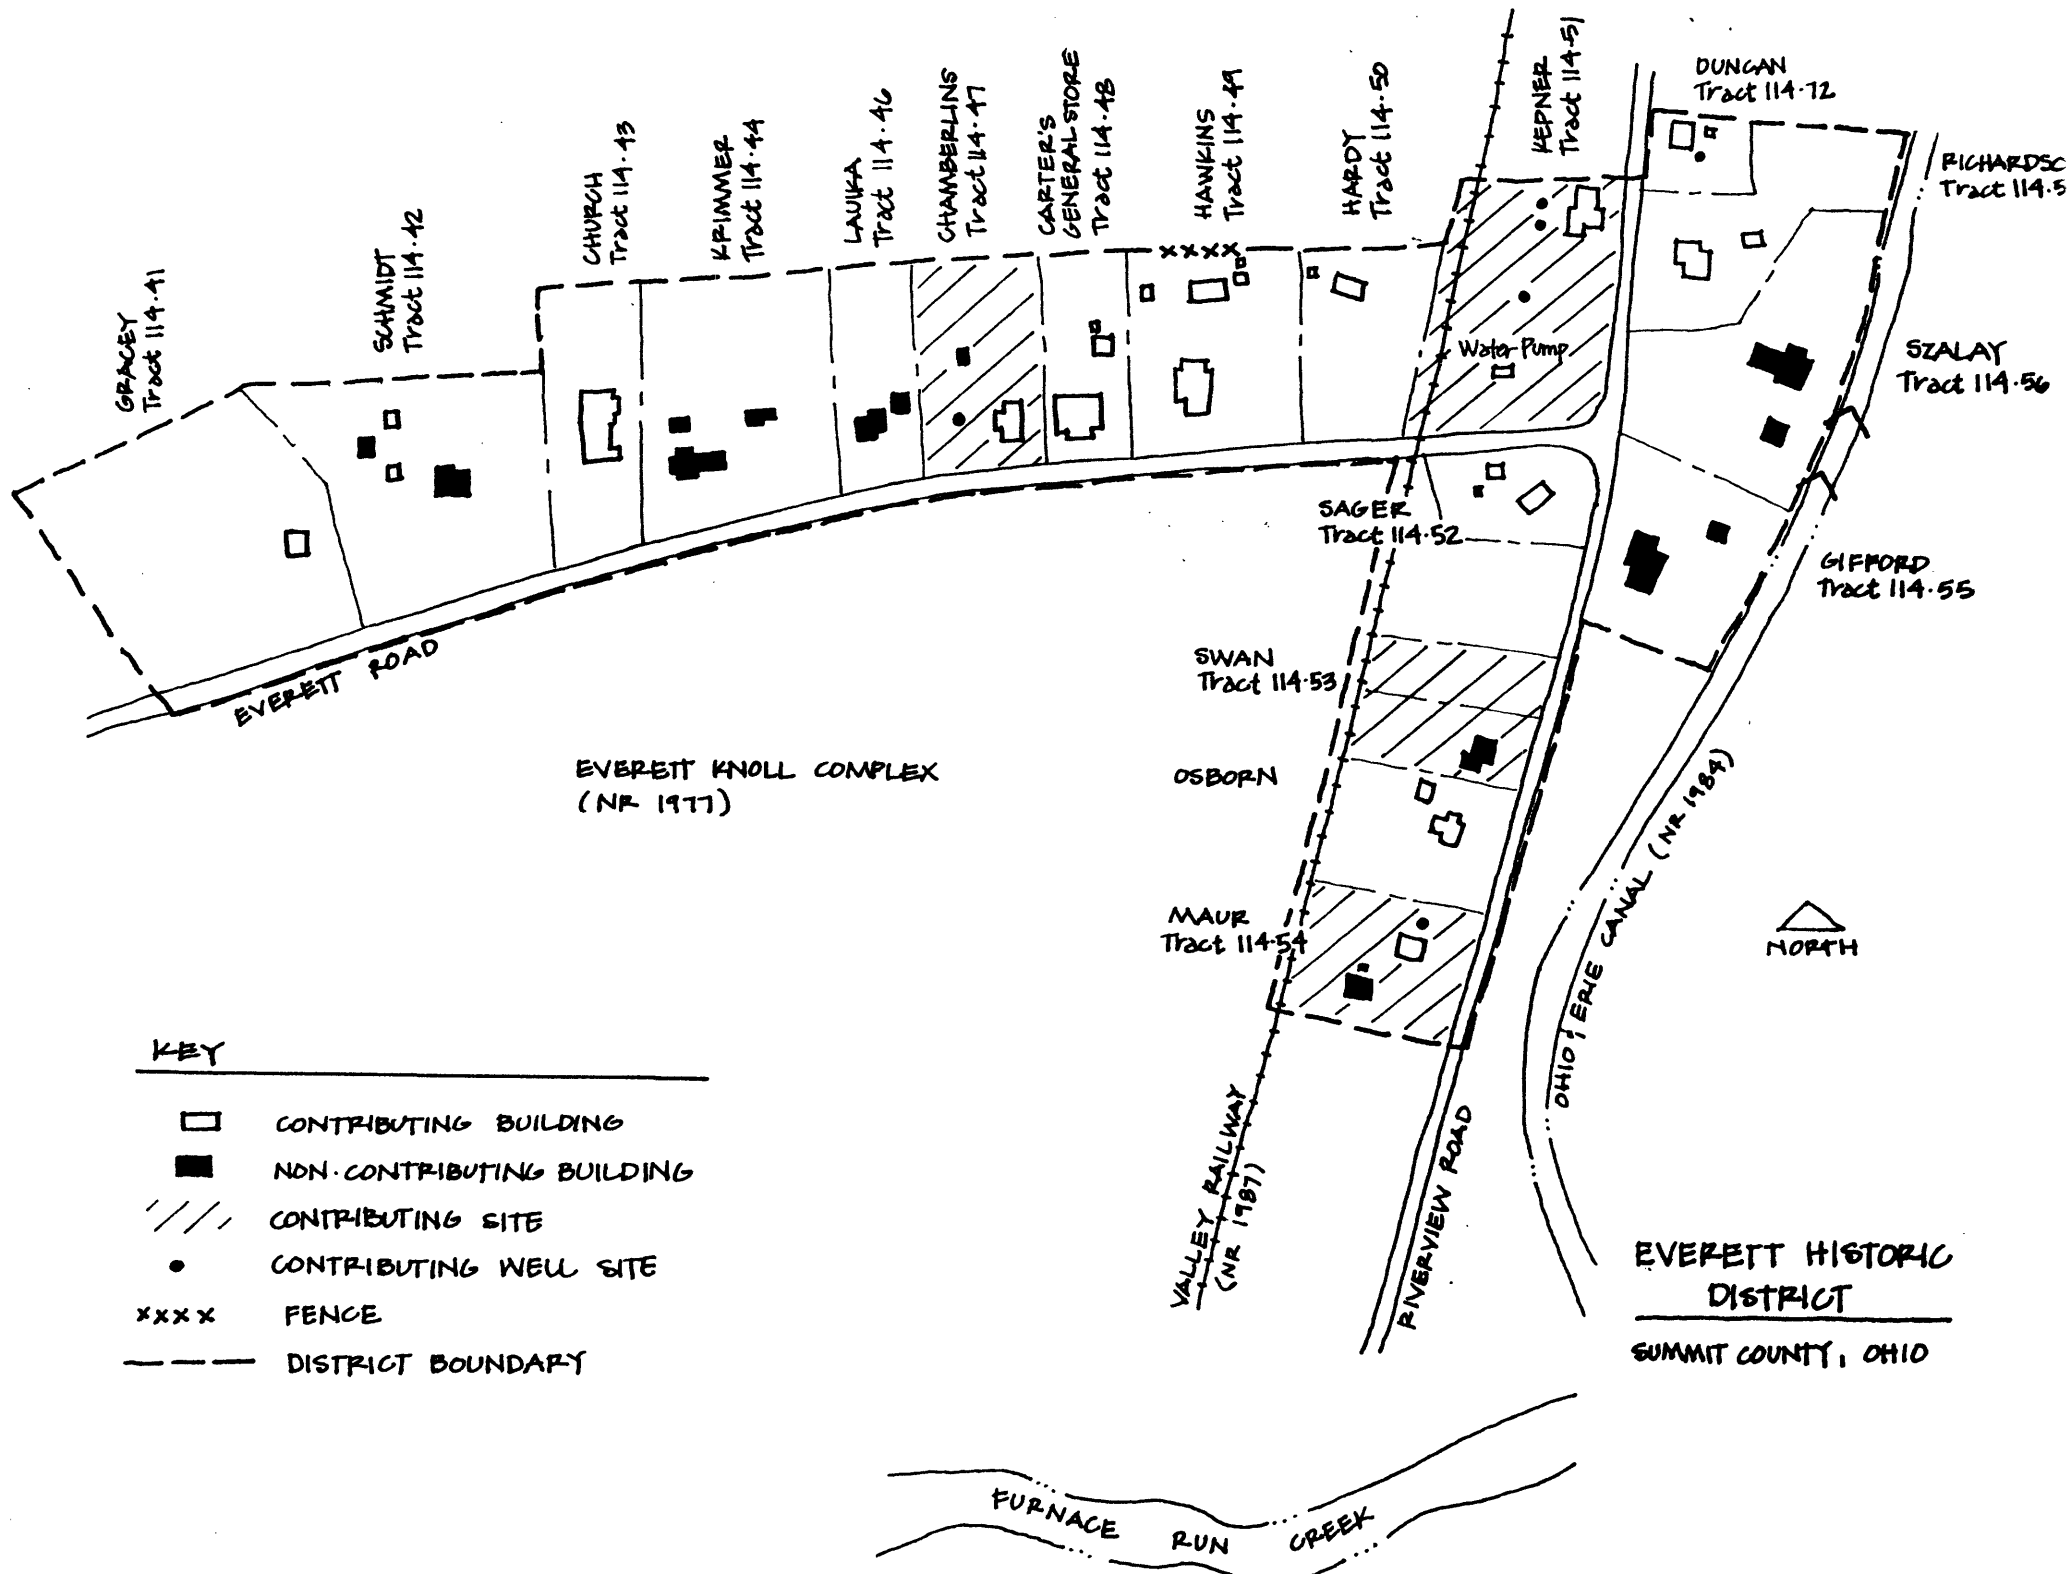 GRACEY
Tract 114.41
SCHMIDT
Tract 114.42
CHURCH
Tract 114.43
KRIMMER
Tract 114.44
LAUKA
Tract 114.46
CHAMBERLINS
Tract 114.47
CARTER'S
GENERAL STORE
Tract 114.48
HAWKINS
Tract 114.49
HARDY
Tract 114.50
KEPNER
Tract 114.51
DUNCAN
Tract 114.72
RICHARDSO
Tract 114.5
SZALAY
Tract 114.56
GIFFORD
Tract 114.55
Water Pump
SAGER
Tract 114.52
SWAN
Tract 114.53
OSBORN
MAUR
Tract 114.54
EVERETT ROAD
EVERETT KNOLL COMPLEX
(NR 1977)
OHIO & ERIE CANAL (NR 1984)
NORTH
VALLEY RAILWAY
(NR 1987)
RIVERVIEW ROAD
KEY
CONTRIBUTING BUILDING
NON.CONTRIBUTING BUILDING
CONTRIBUTING SITE
CONTRIBUTING WELL SITE
xxxx FENCE
DISTRICT BOUNDARY
EVERETT HISTORIC
DISTRICT
SUMMIT COUNTY, OHIO
FURNACE RUN CREEK